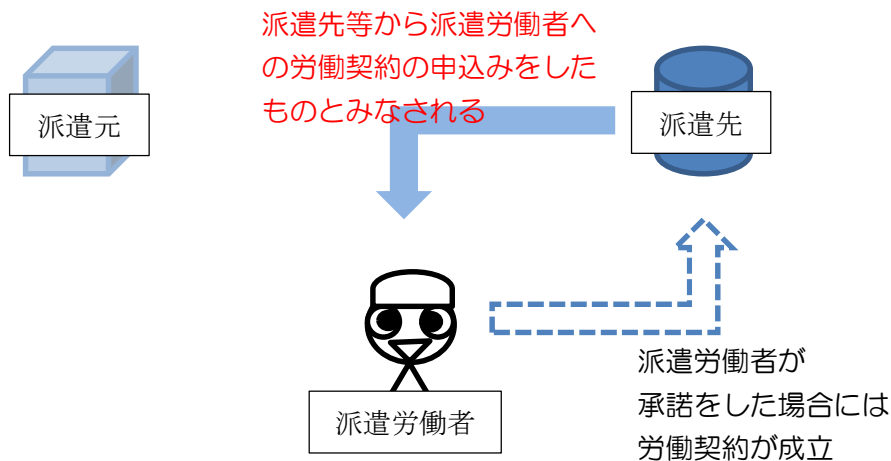 派遣先等から派遣労働者へ
の労働契約の申込みをした
ものとみなされる
派遣元
派遣先
派遣労働者
派遣労働者が
承諾をした場合には
労働契約が成立